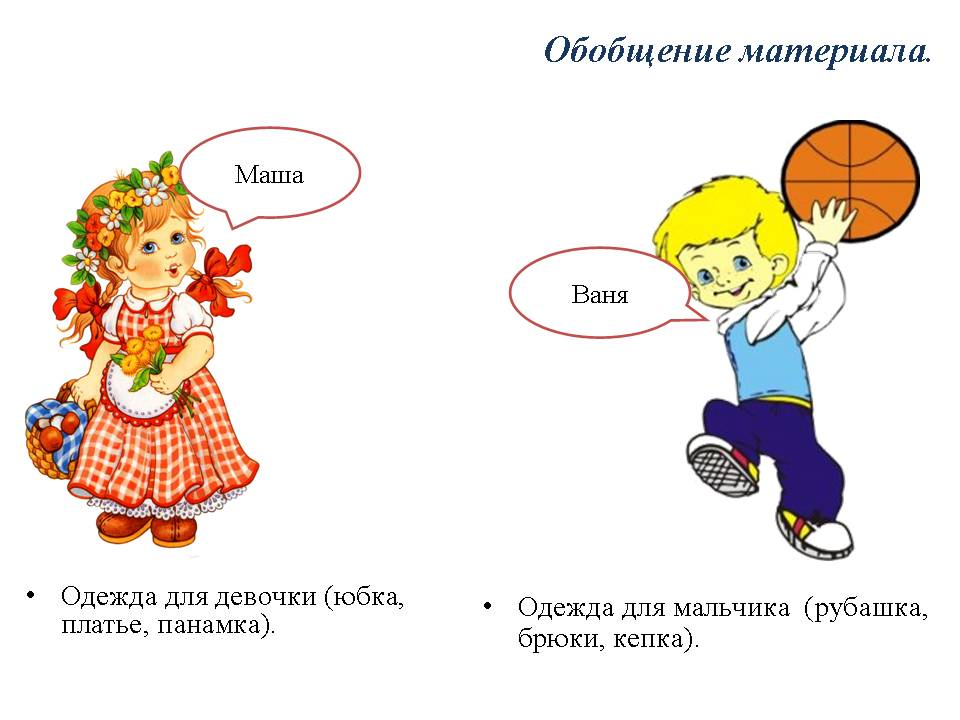 Обобщение материала.
Маша
Ваня
• Одежда для девочки (юбка,
платье, панамка).
• Одежда для мальчика (рубашка,
брюки, кепка).